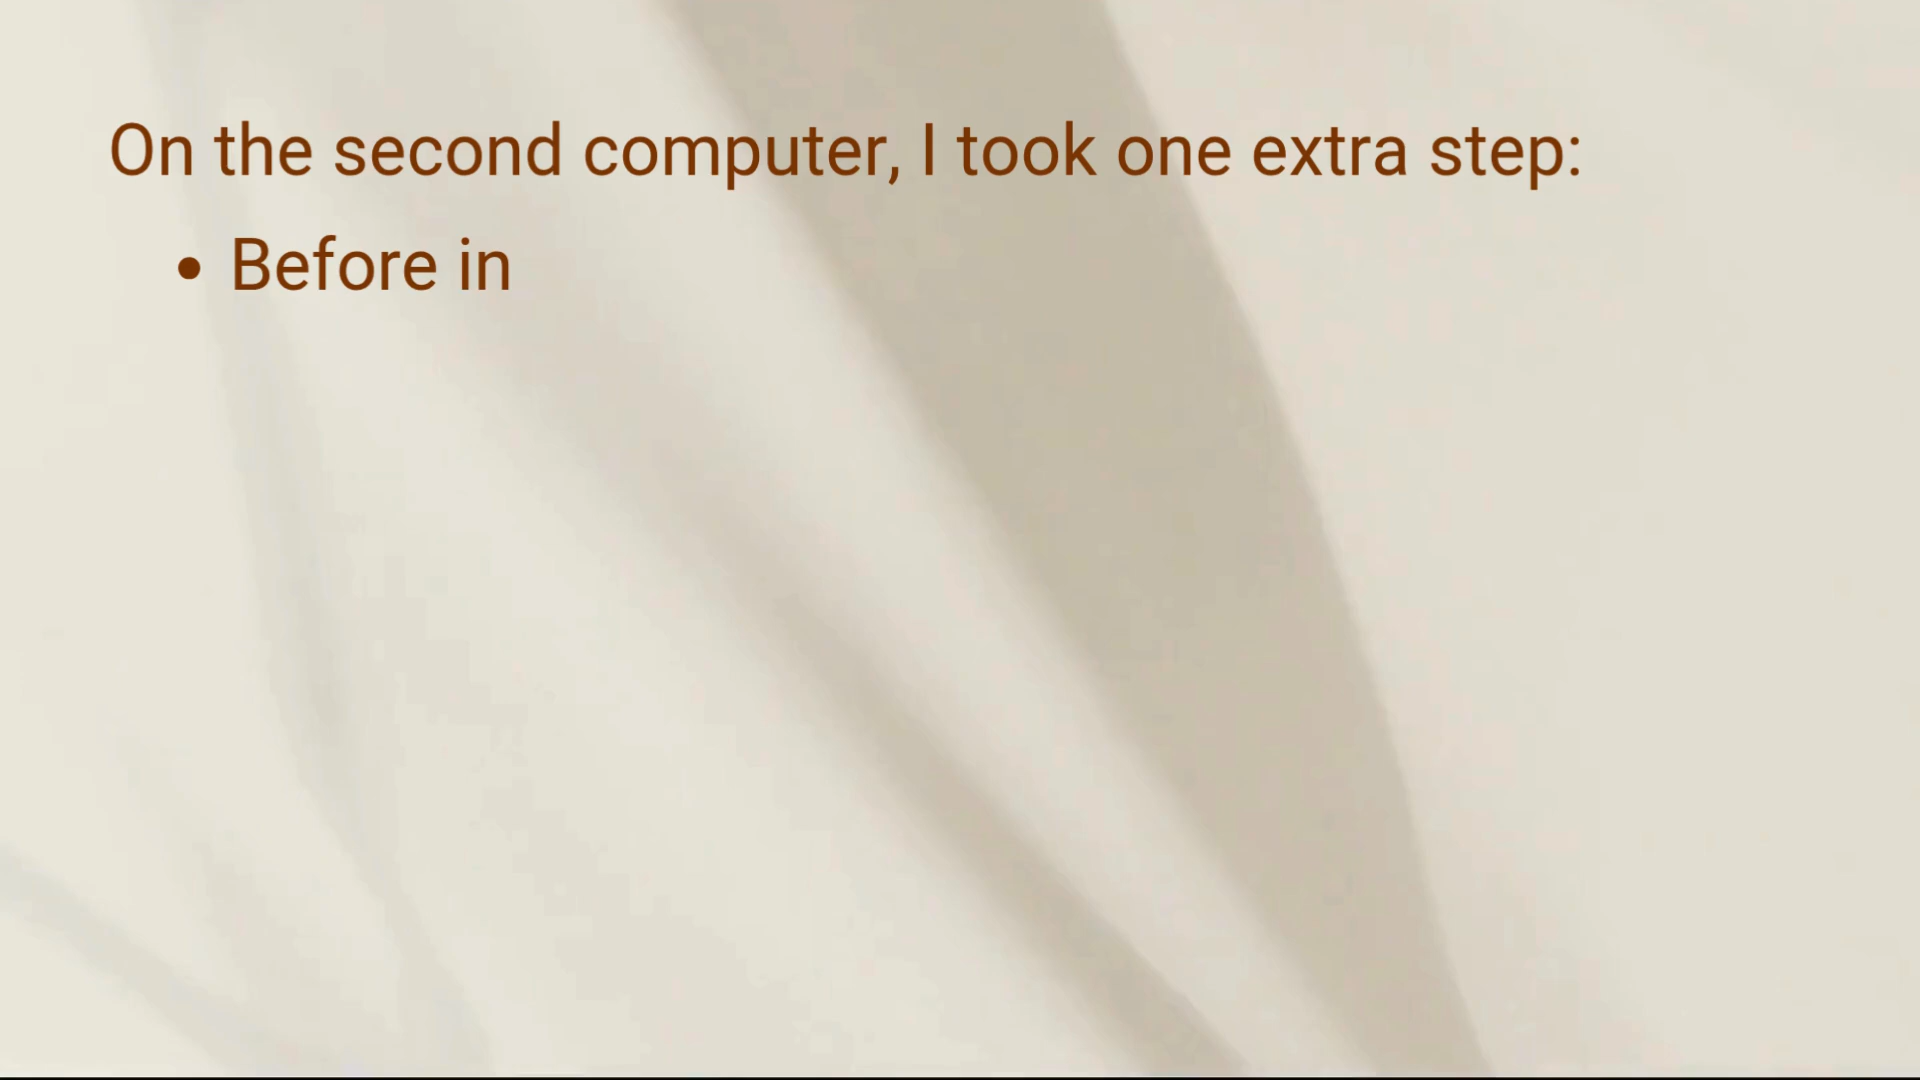 On the second computer, I took one extra step:
• Before in